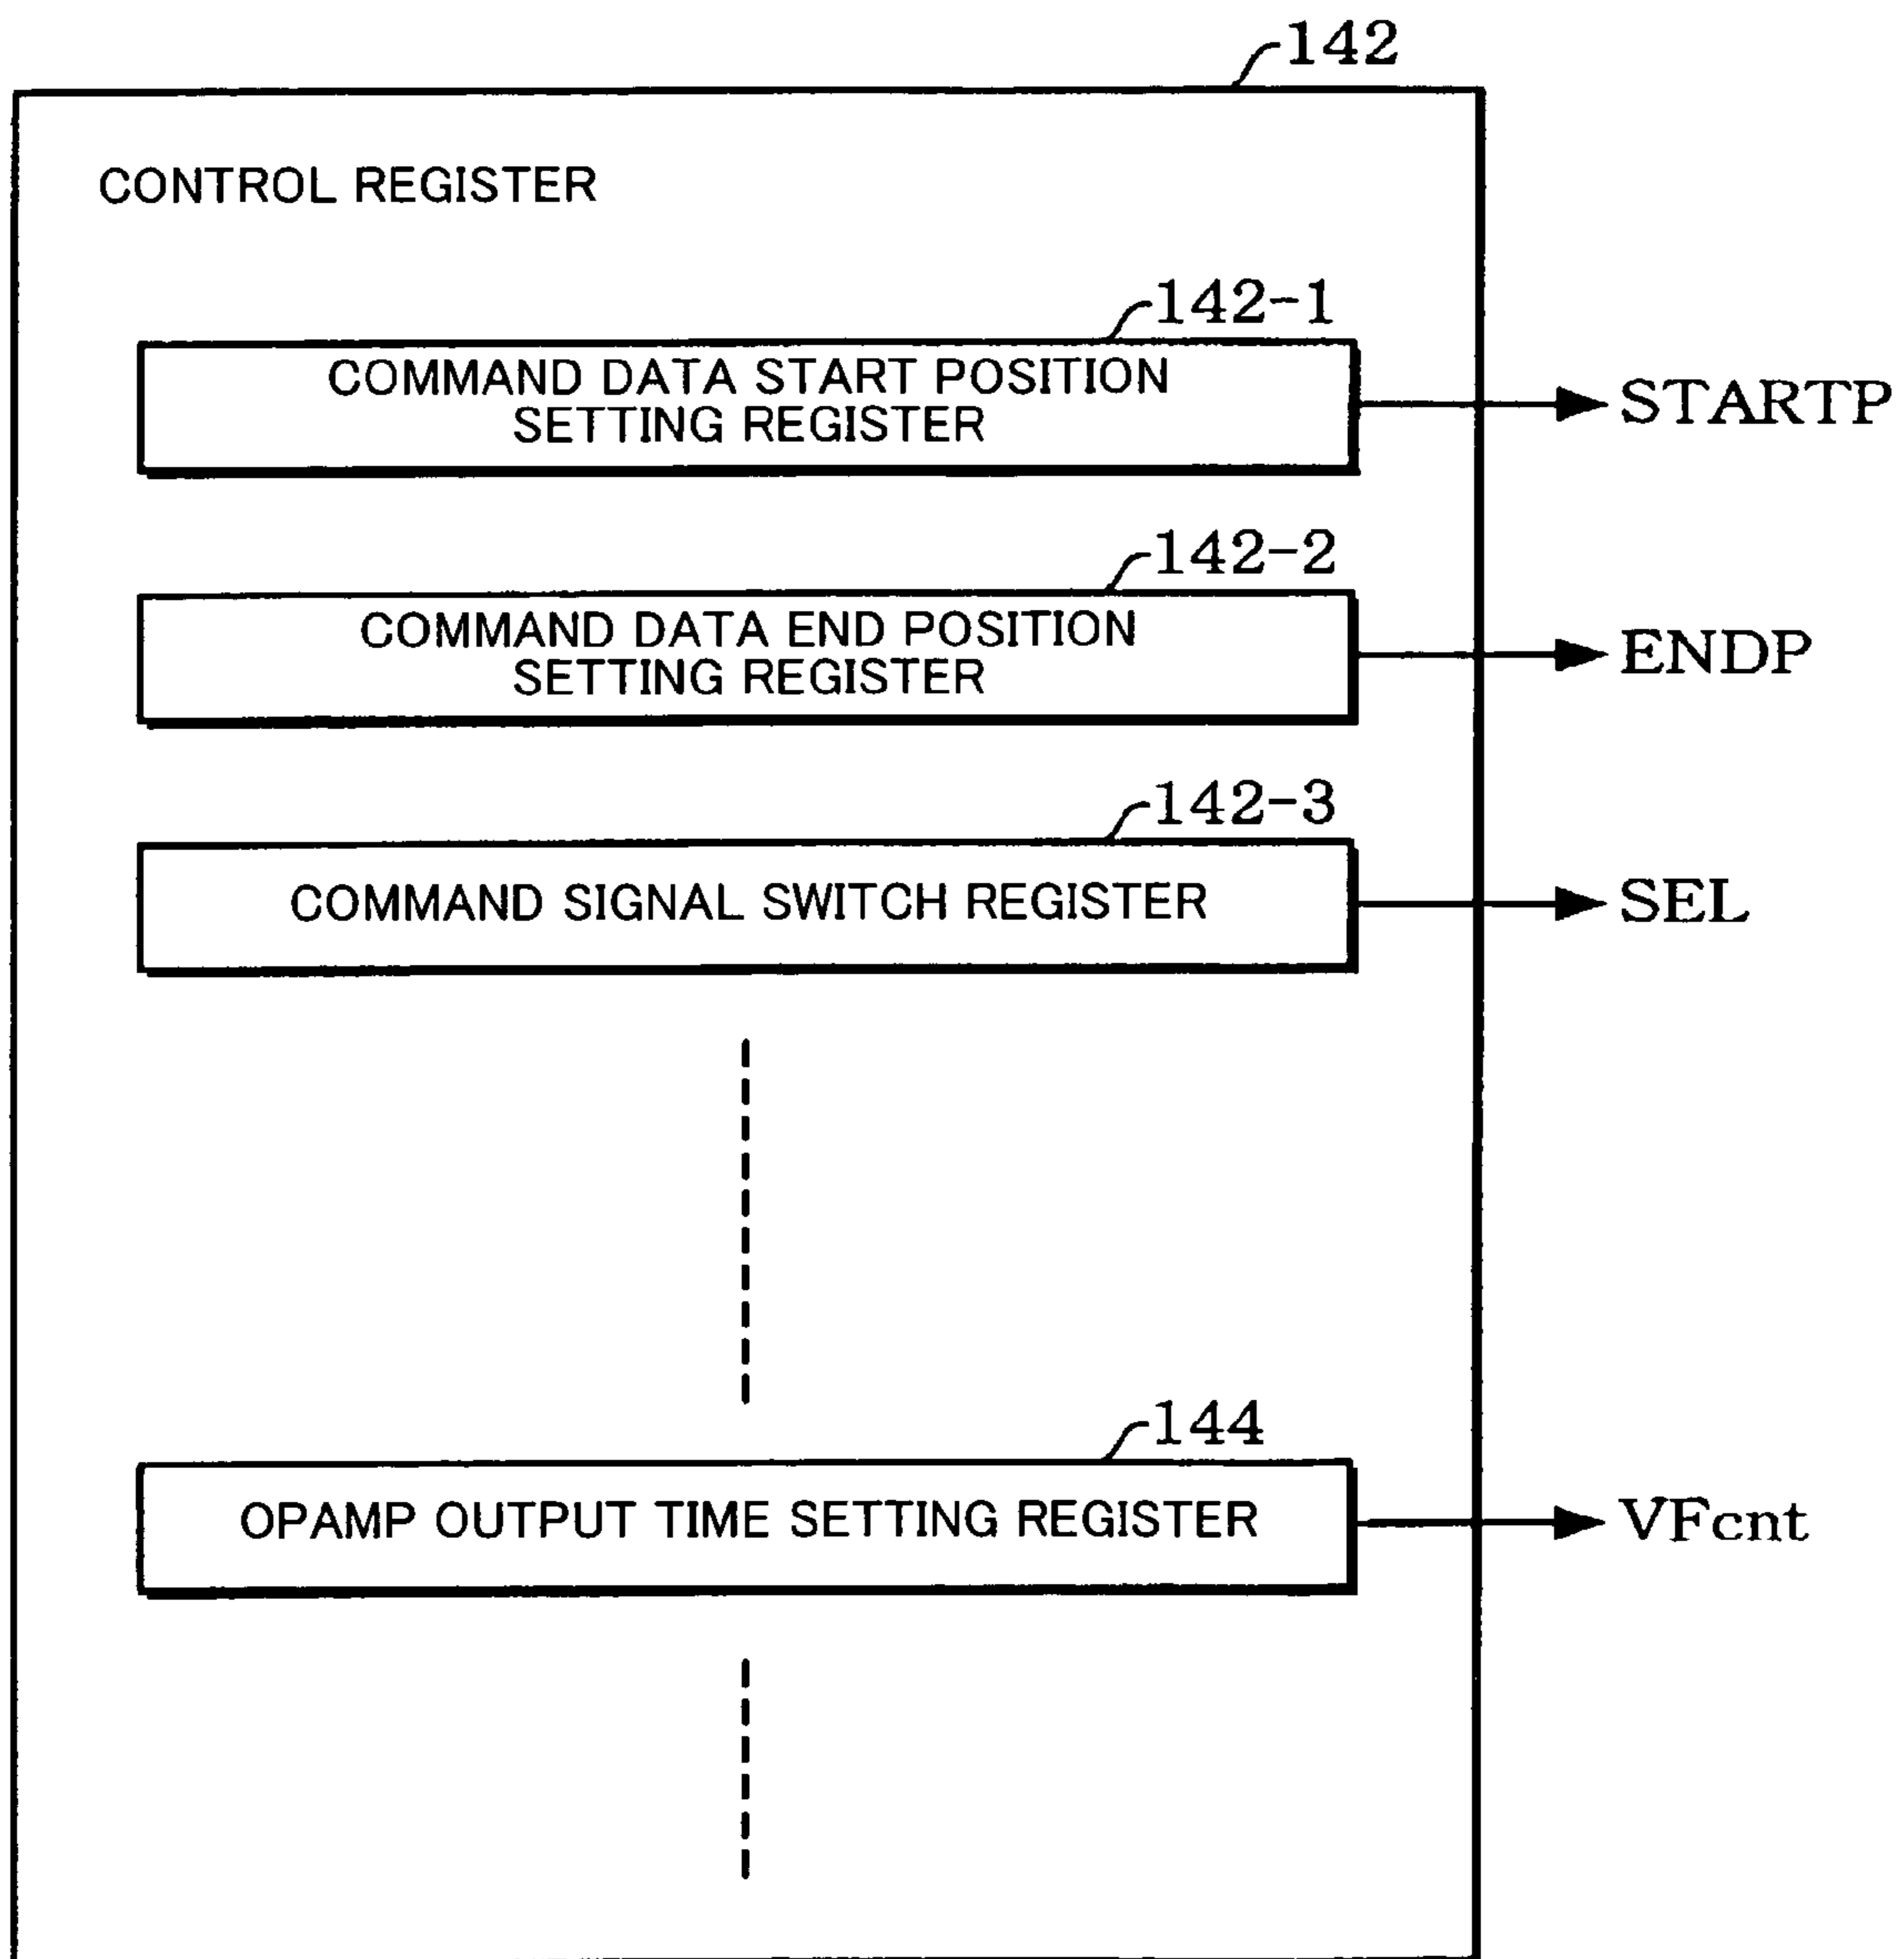 142
CONTROL REGISTER
142-1
COMMAND DATA START POSITION
SETTING REGISTER
STARTP
142-2
COMMAND DATA END POSITION
SETTING REGISTER
ENDP
142-3
COMMAND SIGNAL SWITCH REGISTER
SEL
144
OPAMP OUTPUT TIME SETTING REGISTER
VFcnt